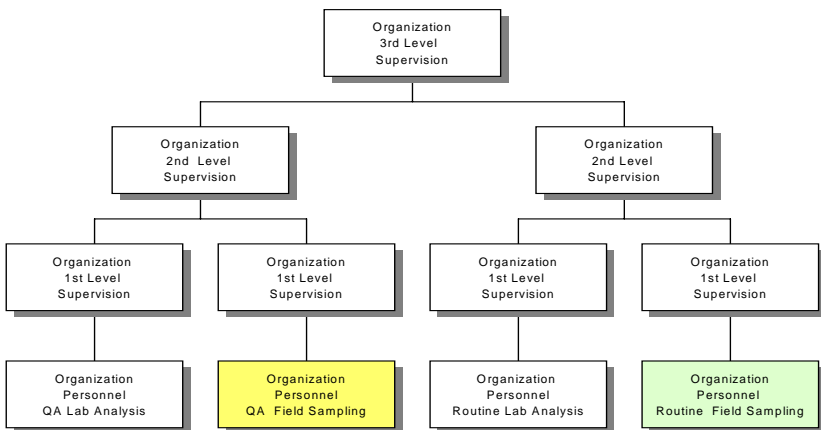 Organization
3rd Level
Supervision
Organization
2nd Level
Supervision
Organization
2nd Level
Supervision
Organization
1st Level
Supervision
Organization
1st Level
Supervision
Organization
1st Level
Supervision
Organization
1st Level
Supervision
Organization
Personnel
QA Lab Analysis
Organization
Personnel
QA Field Sampling
Organization
Personnel
Routine Lab Analysis
Organization
Personnel
Routine Field Sampling